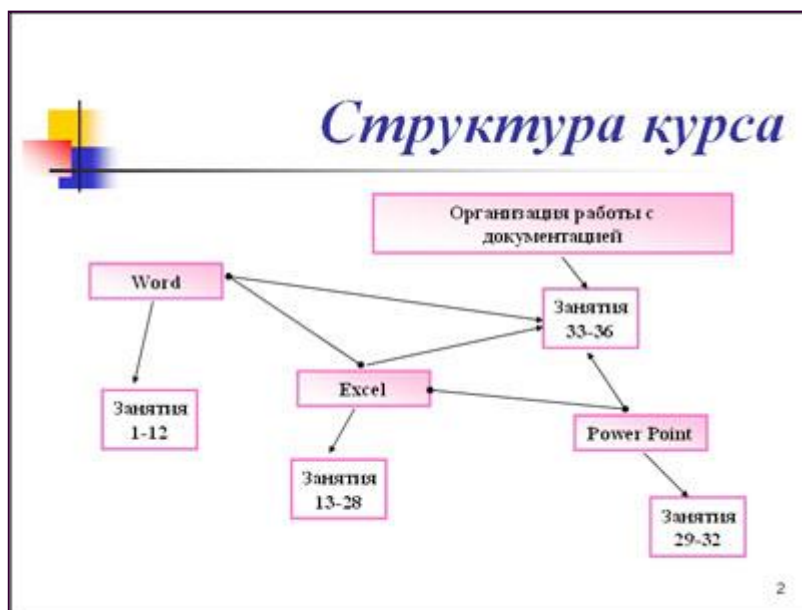 Структура курса
Организация работы с
документацией
Word
Занятия
33-36
Excel
Занятия
1-12
Power Point
Занятия
13-28
Занятия
29-32
2